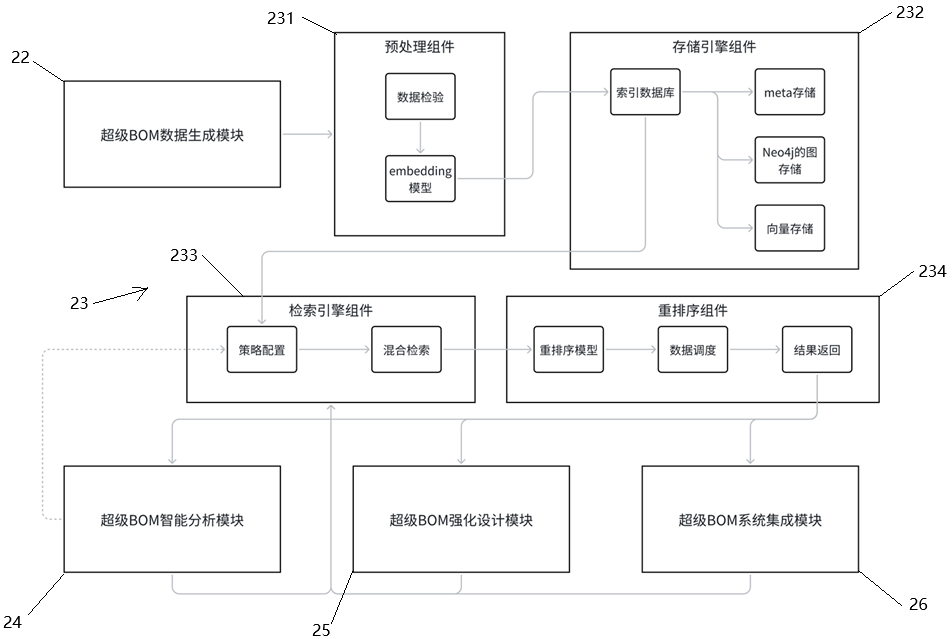 231
232
22
预处理组件
存储引擎组件
数据检验
索引数据库
meta存储
超级BOM数据生成模块
embedding
模型
Neo4j的图
存储
向量存储
233
234
23
检索引擎组件
重排序组件
策略配置
混合检索
重排序模型
数据调度
结果返回
超级BOM智能分析模块
超级BOM强化设计模块
超级BOM系统集成模块
24
25
26